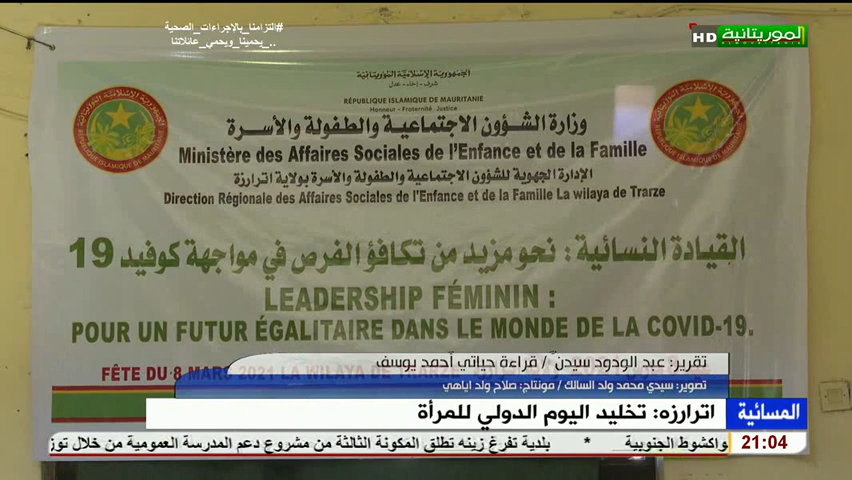 #التزامنا_بالإجراءات_الصحية
.._يحمينا_ويحمي_عائلاتنا
الموريتانية
HD
الجمهورية الإسلامية الموريتانية
شرف - إخاء - عدل
RÉPUBLIQUE ISLAMIQUE DE MAURITANIE
Honneur - Fraternité Justice
وزارة الشؤون الاجتماعية والطفولة والأسرة
Ministère des Affaires Sociales de l'Enfance et de la Famille
الإدارة الجهوية للشؤون الاجتماعية والطفولة والأسرة بولاية اترارزة
Direction Régionale des Affaires Sociales de l'Enfance et de la Famille La wilaya de Trarze
القيادة النسائية : نحو مزيد من تكافؤ الفرص في مواجهة كوفيد 19
LEADERSHIP FÉMININ :
POUR UN FUTUR ÉGALITAIRE DANS LE MONDE DE LA COVID-19.
FÊTE DU 8 MARS 2021 LA WILAYA DE TRARZE
تقرير: عبد الودود سيدن / قراءة حياتي أحمد يوسف
تصوير: سيدي محمد ولد السالك / مونتاج: صلاح ولد اياهي
المسائية
اترارزه: تخليد اليوم الدولي للمرأة
واكشوط الجنوبية * بلدية تفرغ زينه تطلق المكونة الثالثة من مشروع دعم المدرسة العمومية من خلال توز
21:04